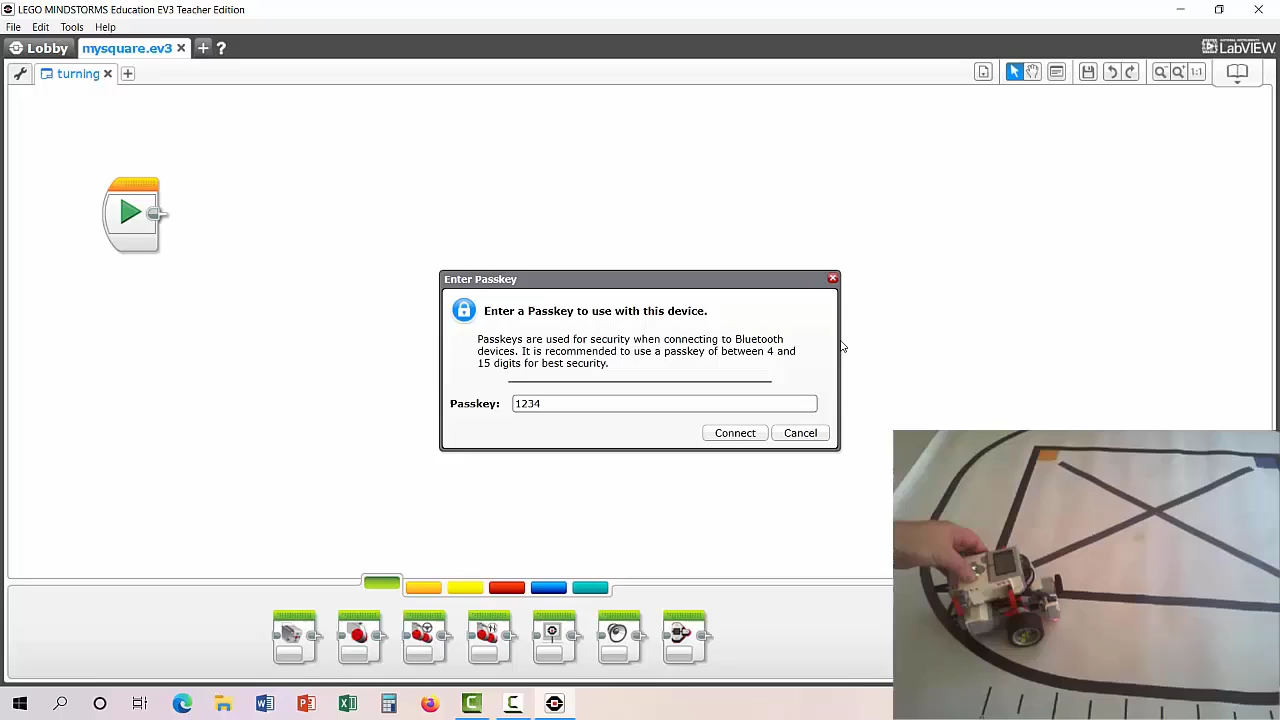 LEGO MINDSTORMS Education EV3 Teacher Edition
File Edit Tools Help
Lobby mysquare.ev3 + ?
NATIONAL INSTRUMENTS
LabVIEW
turning
1:1
Enter Passkey
Enter a Passkey to use with this device.
Passkeys are used for security when connecting to Bluetooth
devices. It is recommended to use a passkey of between 4 and
15 digits for best security.
Passkey: 1234
Connect Cancel